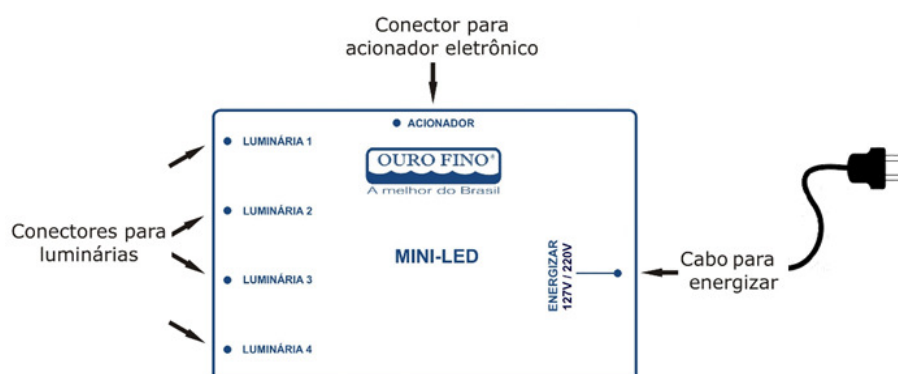 Conector para
acionador eletrônico
ACIONADOR
LUMINÁRIA 1
OURO FINO®
A melhor do Brasil
LUMINÁRIA 2
Conectores para
luminárias
MINI-LED
LUMINÁRIA 3
ENERGIZAR
127V / 220V
Cabo para
energizar
LUMINÁRIA 4